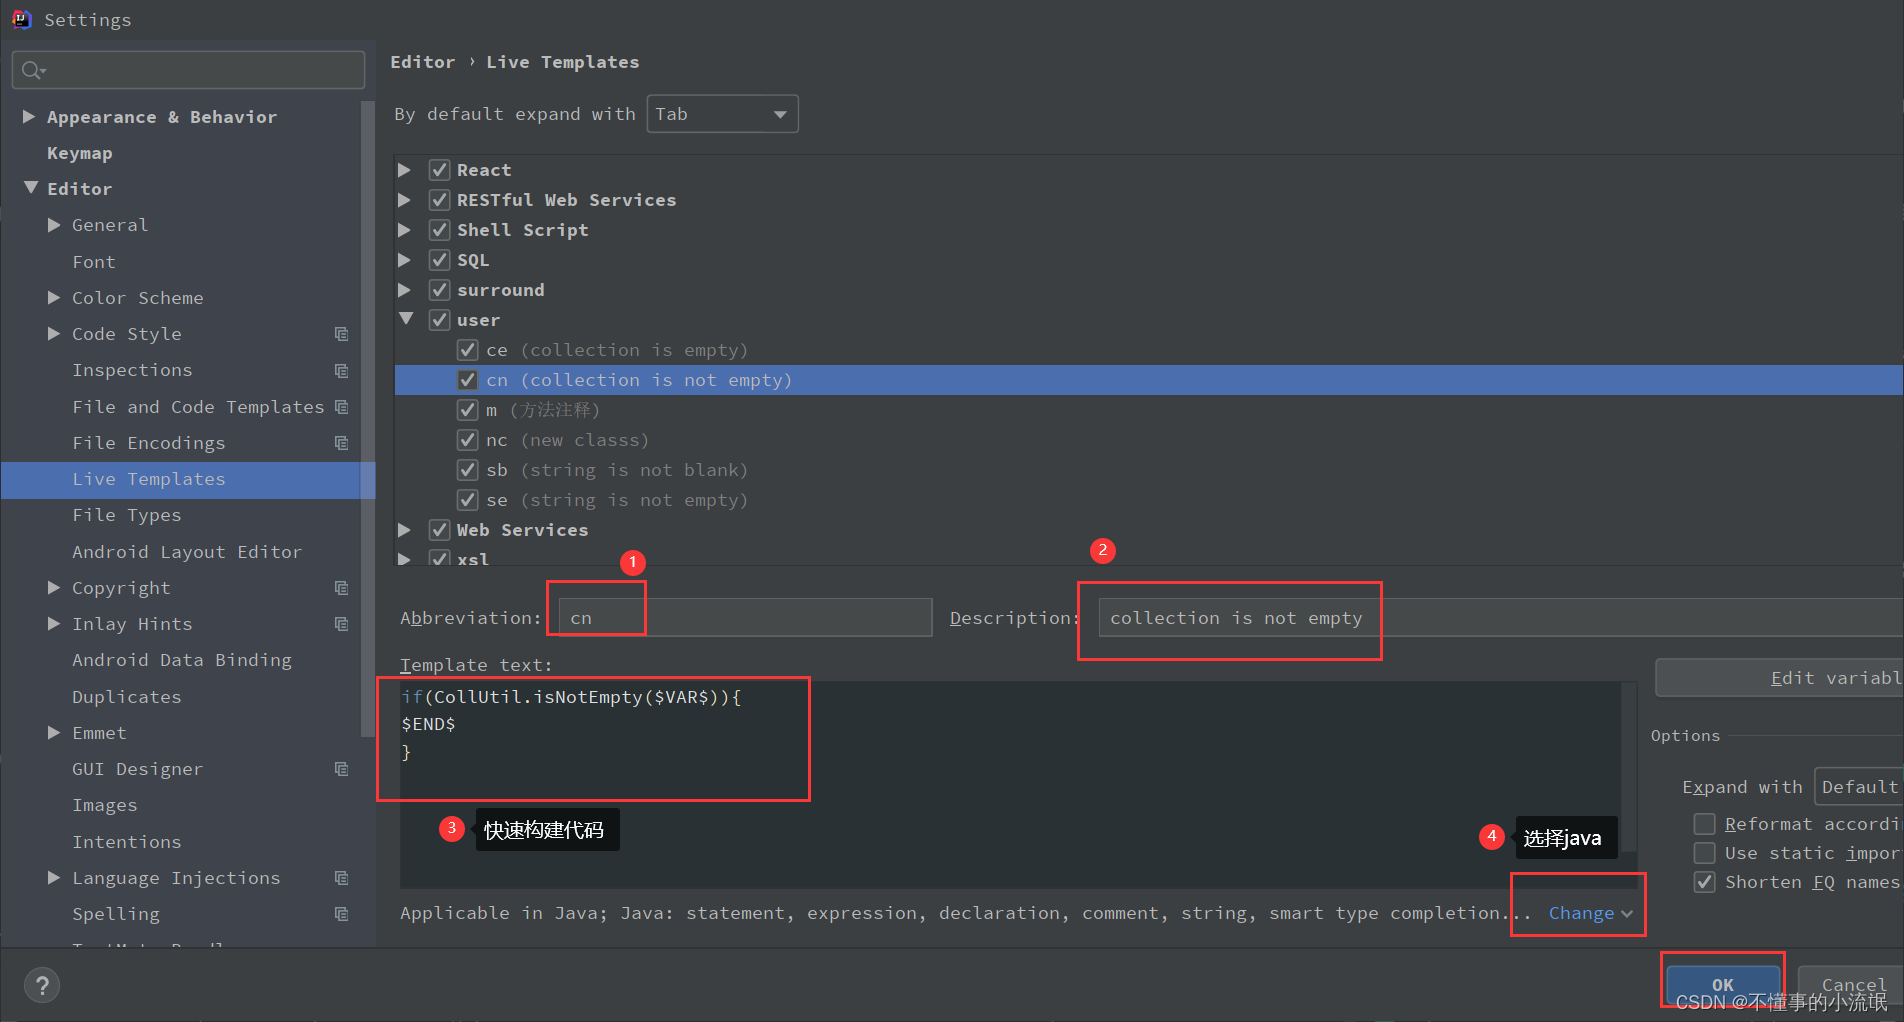 Settings
Appearance & Behavior
Keymap
Editor
General
Font
Color Scheme
Code Style
Inspections
File and Code Templates
File Encodings
Live Templates
File Types
Android Layout Editor
Copyright
Inlay Hints
Android Data Binding
Duplicates
Emmet
GUI Designer
Images
Intentions
Language Injections
Spelling
Editor › Live Templates
By default expand with Tab
React
RESTful Web Services
Shell Script
SQL
surround
user
ce (collection is empty)
cn (collection is not empty)
m (方法注释)
nc (new classs)
sb (string is not blank)
se (string is not empty)
Web Services
xsl
1
2
Abbreviation: cn Description: collection is not empty
Template text:
if(CollUtil.isNotEmpty($VAR$)){
$END$
}
3 快速构建代码
4 选择java
Edit variabl
Options
Expand with Default
Reformat accordi
Use static impor
Shorten FQ names
Applicable in Java; Java: statement, expression, declaration, comment, string, smart type completion... Change
?
OK
Cancel
CSDN @不懂事的小流氓